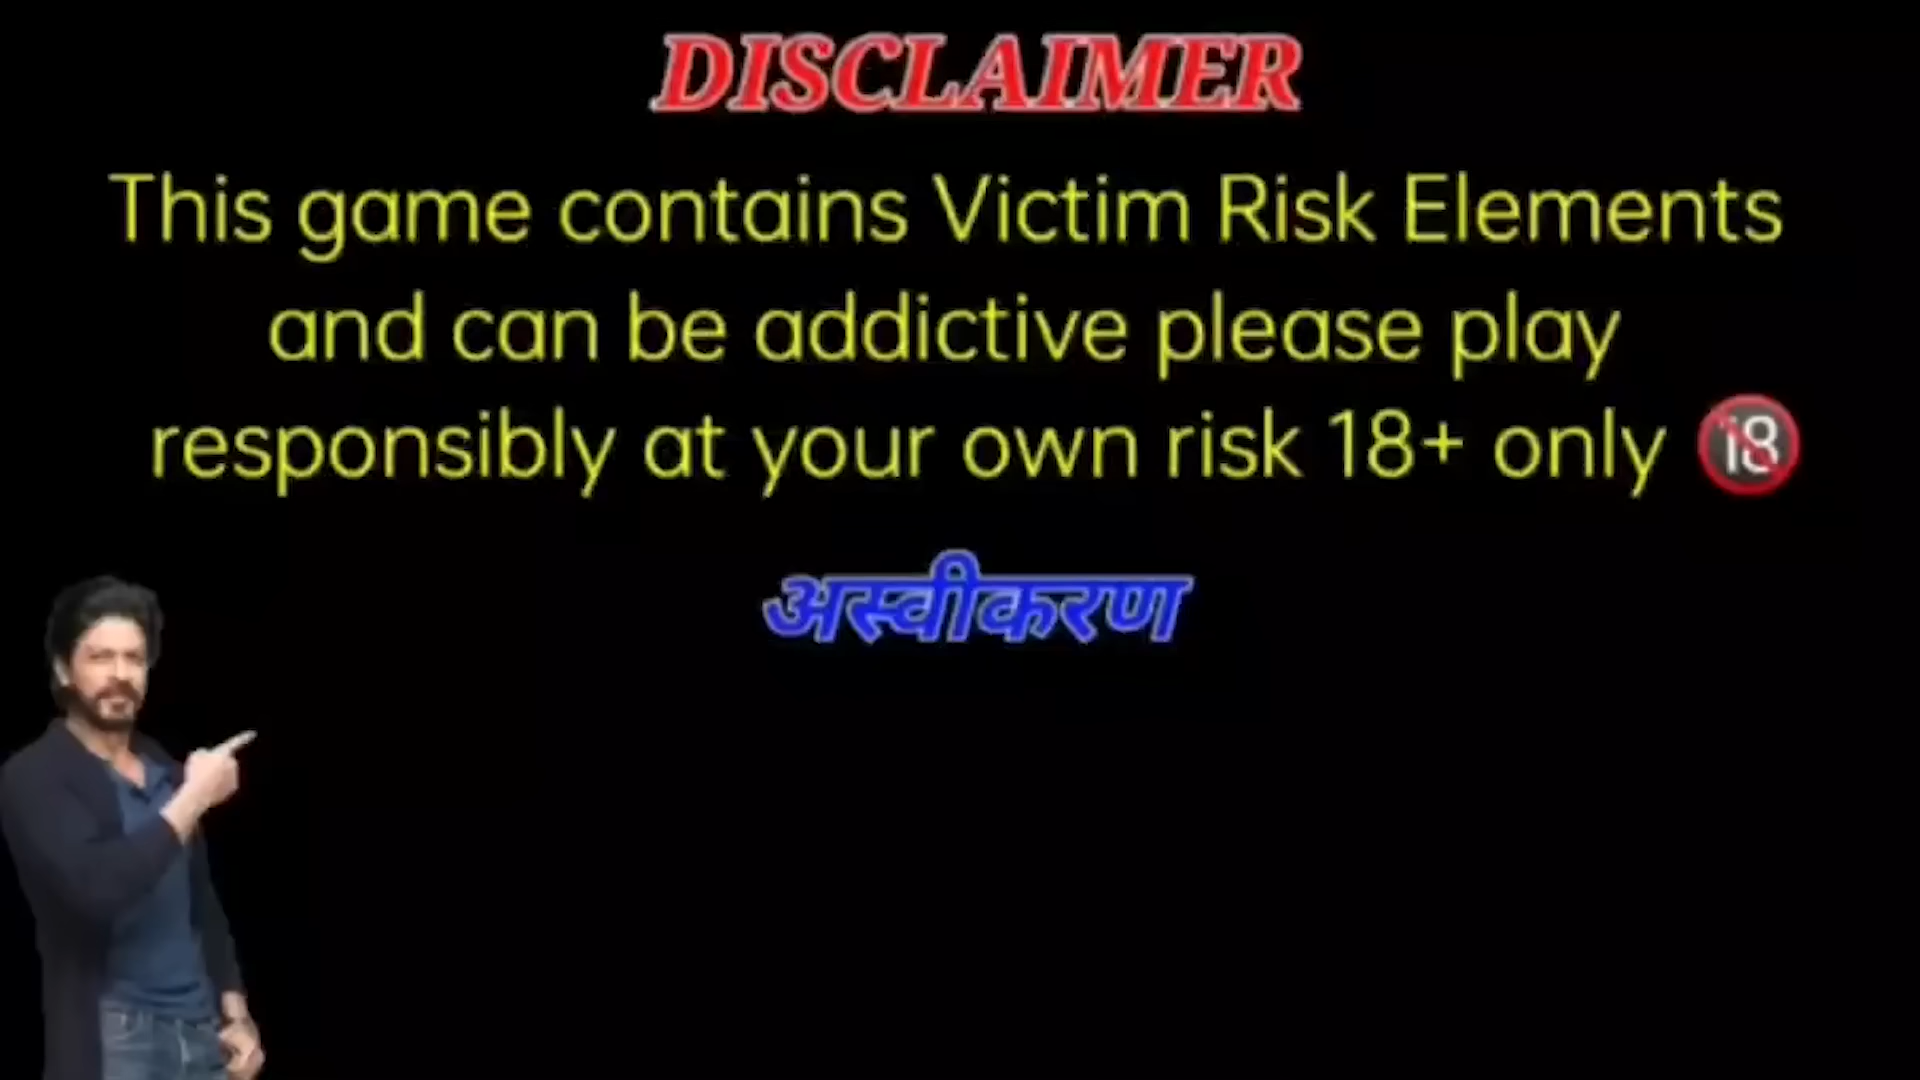 DISCLAIMER
This game contains Victim Risk Elements
and can be addictive please play
responsibly at your own risk 18+ only 🔞
अस्वीकरण